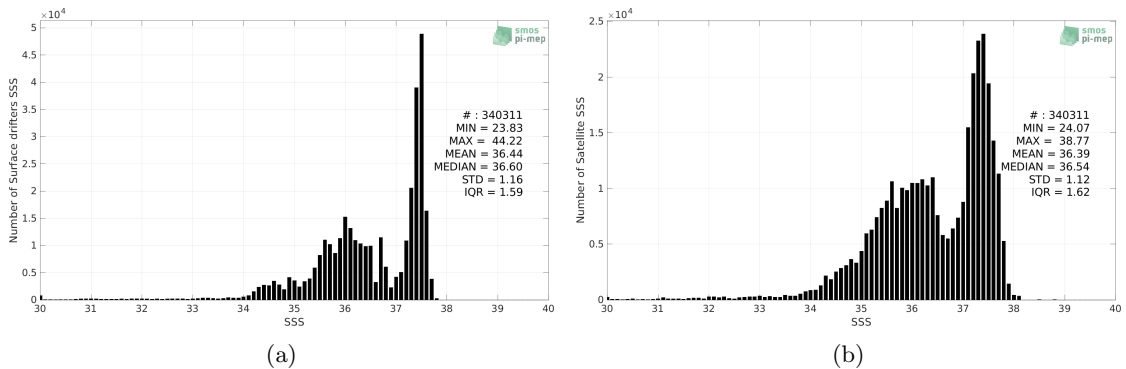 ×10⁴
5
4.5
4
3.5
3
2.5
2
1.5
1
0.5
0
Number of Surface drifters SSS
30 31 32 33 34 35 36 37 38 39 40
SSS
smos
pi-mep
# : 340311
MIN = 23.83
MAX = 44.22
MEAN = 36.44
MEDIAN = 36.60
STD = 1.16
IQR = 1.59
(a)
×10⁴
2.5
2
1.5
1
0.5
0
Number of Satellite SSS
30 31 32 33 34 35 36 37 38 39 40
SSS
smos
pi-mep
# : 340311
MIN = 24.07
MAX = 38.77
MEAN = 36.39
MEDIAN = 36.54
STD = 1.12
IQR = 1.62
(b)